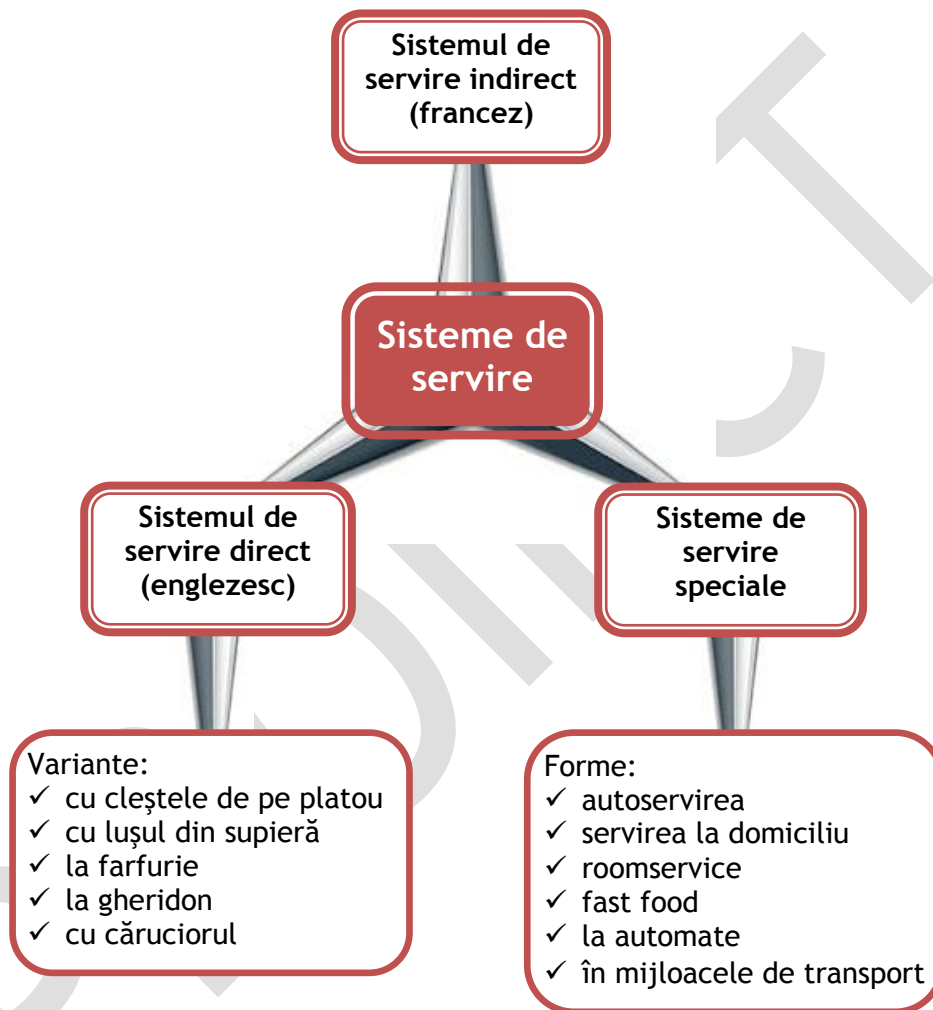 Sistemul de
servire indirect
(francez)
Sisteme de
servire
Sistemul de
servire direct
(englezesc)
Sisteme de
servire
speciale
Variante:
✓ cu cleştele de pe platou
✓ cu luşul din supieră
✓ la farfurie
✓ la gheridon
✓ cu căruciorul
Forme:
✓ autoservirea
✓ servirea la domiciliu
✓ roomservice
✓ fast food
✓ la automate
✓ în mijloacele de transport